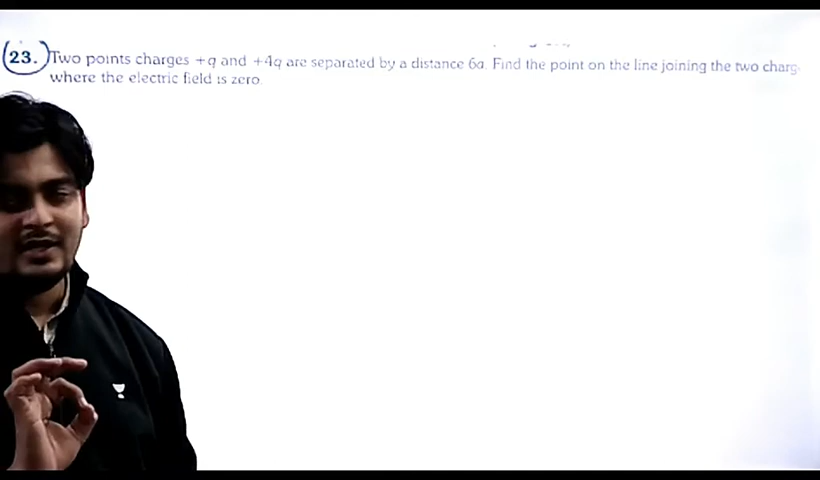 23. Two points charges +q and +4q are separated by a distance 6a. Find the point on the line joining the two charg
where the electric field is zero.